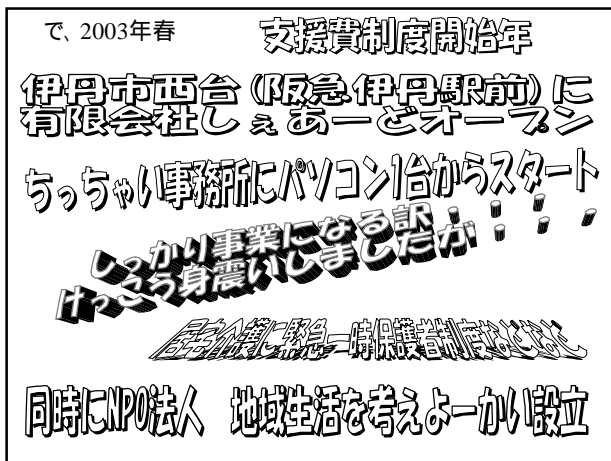 で、2003年春　支援費制度開始年
伊丹市西台（阪急伊丹駅前）に
有限会社しぇあーどオープン
ちっちゃい事務所にパソコン1台からスタート
しっかり事業になる訳；；；；
けっこう身震いしましたが；；；；
居宅介護に緊急一時保護者制度などなど
同時にNPO法人　地域生活を考えよーかい設立